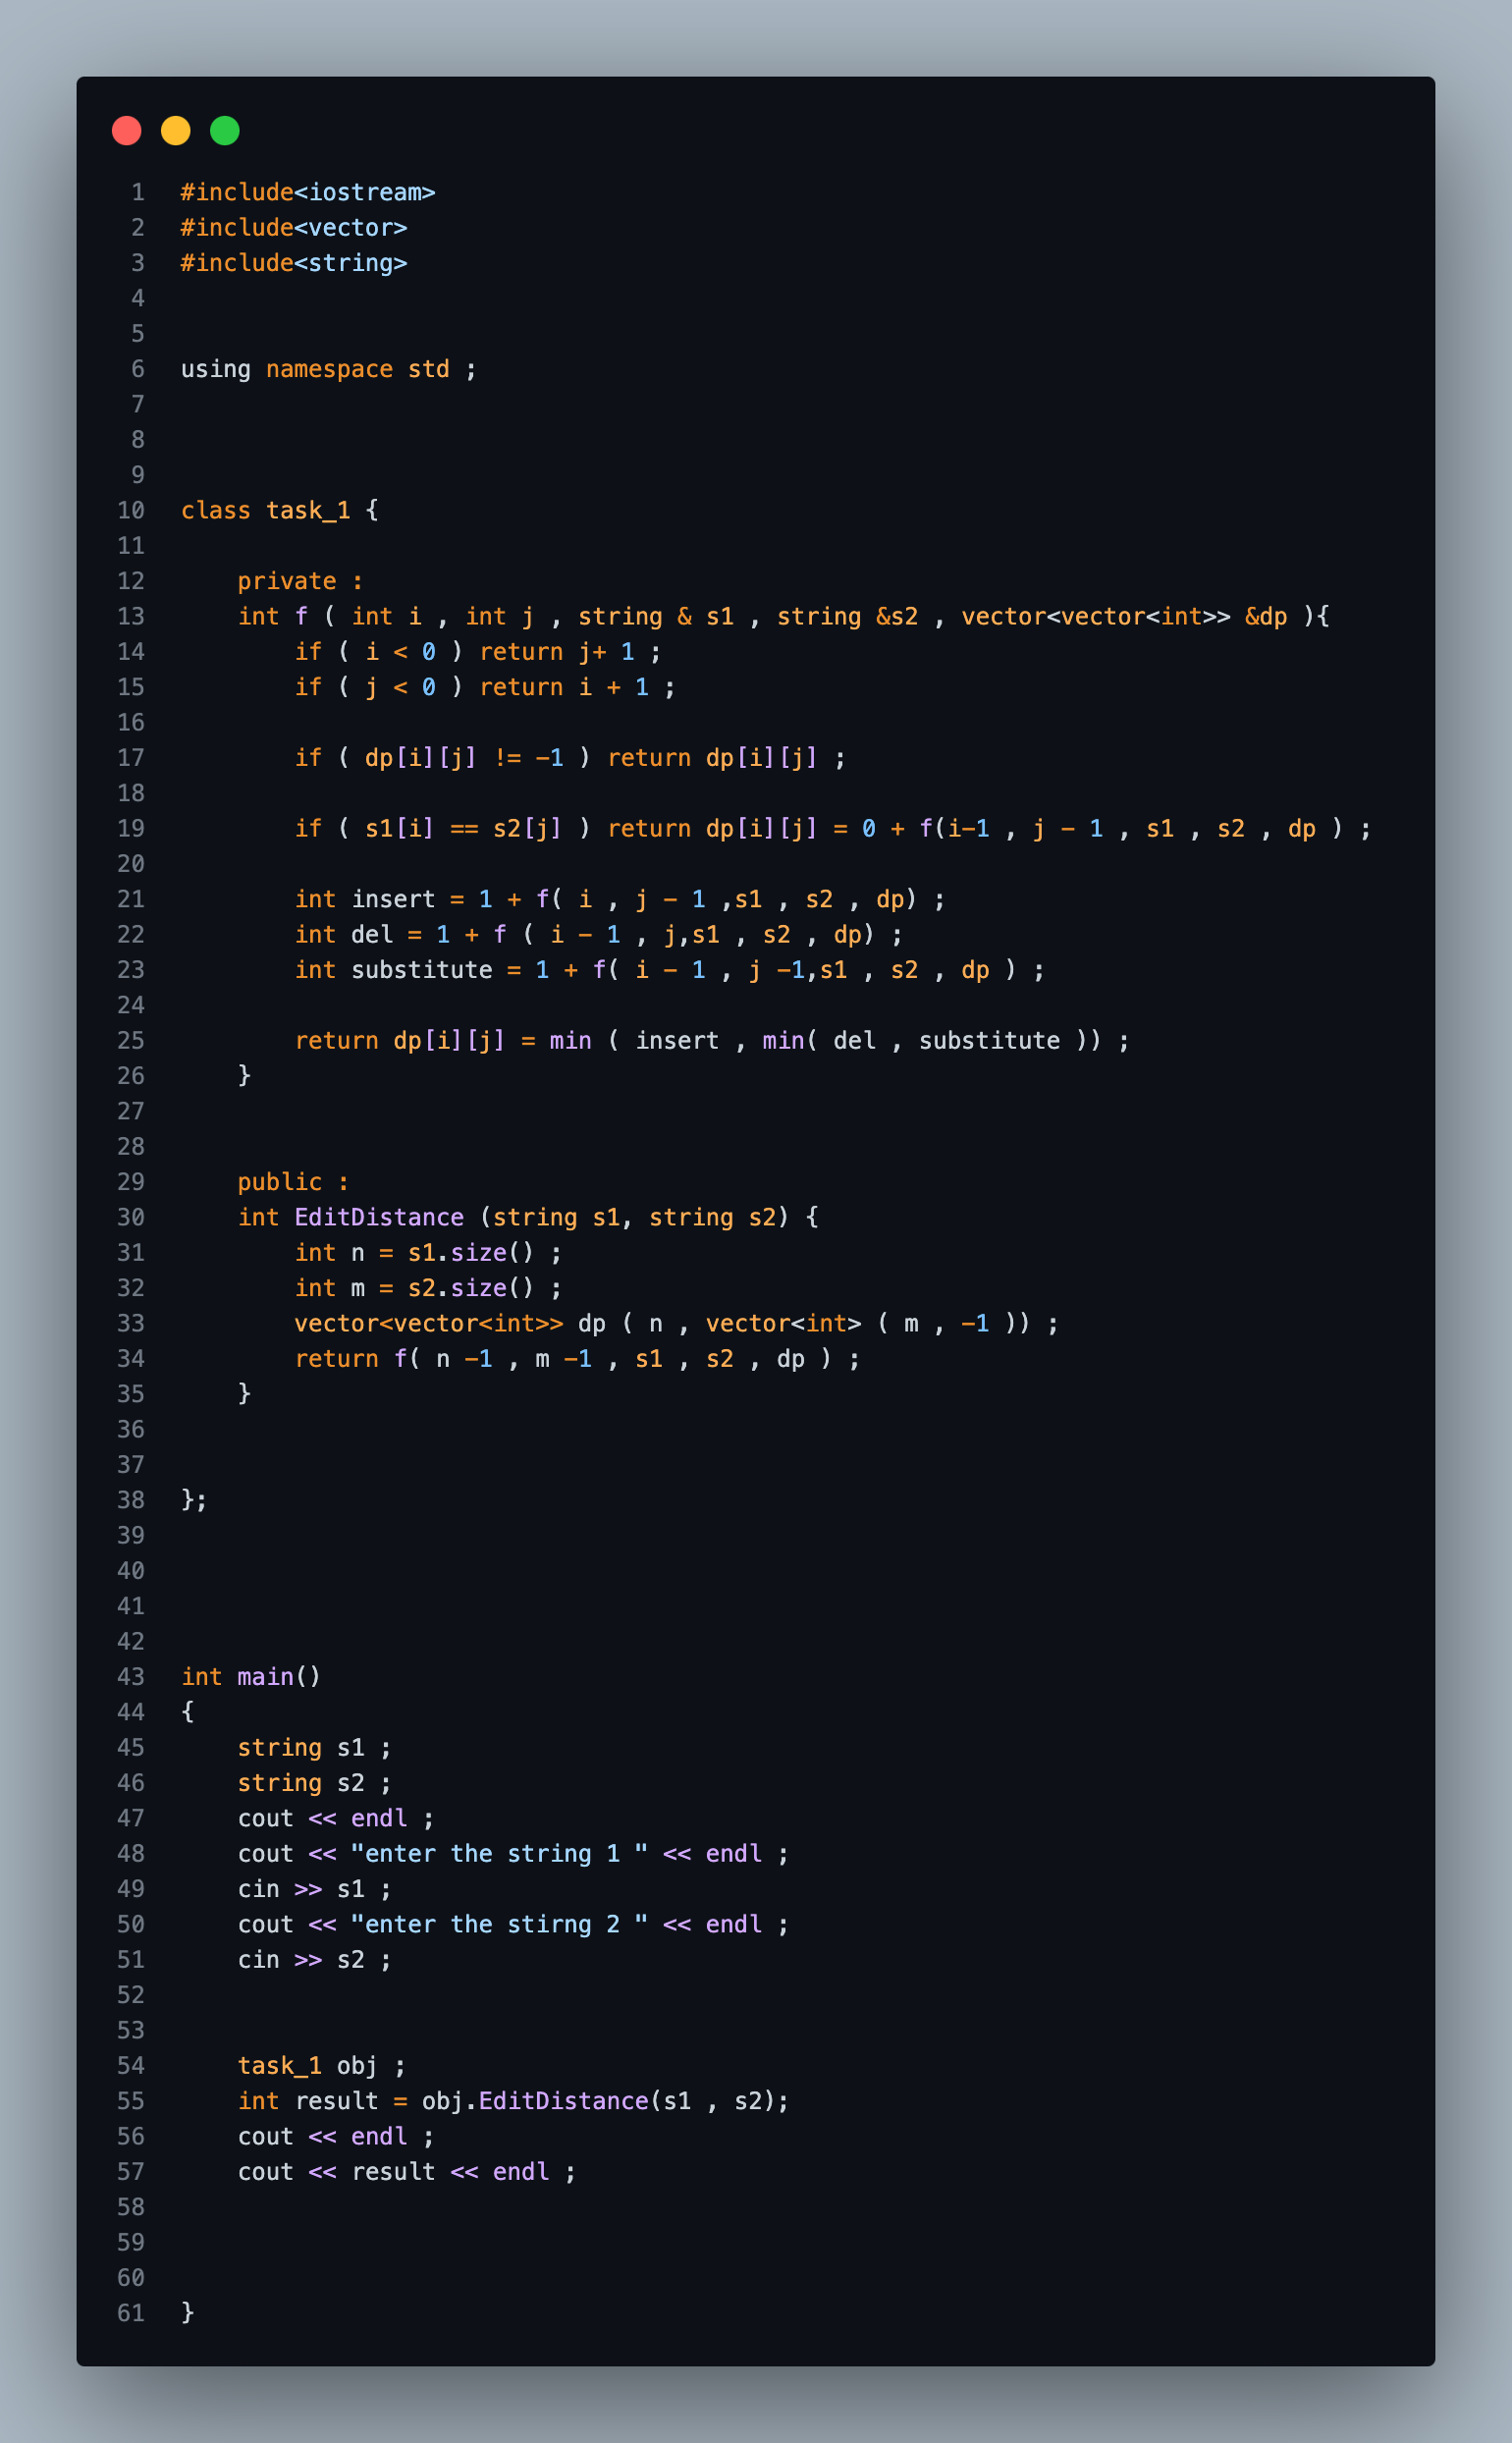 1 #include<iostream>
2 #include<vector>
3 #include<string>
4
5
6 using namespace std ;
7
8
9
10 class task_1 {
11
12     private :
13     int f ( int i , int j , string & s1 , string &s2 , vector<vector<int>> &dp ){
14         if ( i < 0 ) return j+ 1 ;
15         if ( j < 0 ) return i + 1 ;
16
17         if ( dp[i][j] != -1 ) return dp[i][j] ;
18
19         if ( s1[i] == s2[j] ) return dp[i][j] = 0 + f(i-1 , j - 1 , s1 , s2 , dp ) ;
20
21         int insert = 1 + f( i , j - 1 ,s1 , s2 , dp) ;
22         int del = 1 + f ( i - 1 , j,s1 , s2 , dp) ;
23         int substitute = 1 + f( i - 1 , j -1,s1 , s2 , dp ) ;
24
25         return dp[i][j] = min ( insert , min( del , substitute )) ;
26     }
27
28
29     public :
30     int EditDistance (string s1, string s2) {
31         int n = s1.size() ;
32         int m = s2.size() ;
33         vector<vector<int>> dp ( n , vector<int> ( m , -1 )) ;
34         return f( n -1 , m -1 , s1 , s2 , dp ) ;
35     }
36
37
38 };
39
40
41
42
43 int main()
44 {
45     string s1 ;
46     string s2 ;
47     cout << endl ;
48     cout << "enter the string 1 " << endl ;
49     cin >> s1 ;
50     cout << "enter the stirng 2 " << endl ;
51     cin >> s2 ;
52
53
54     task_1 obj ;
55     int result = obj.EditDistance(s1 , s2);
56     cout << endl ;
57     cout << result << endl ;
58
59
60
61 }